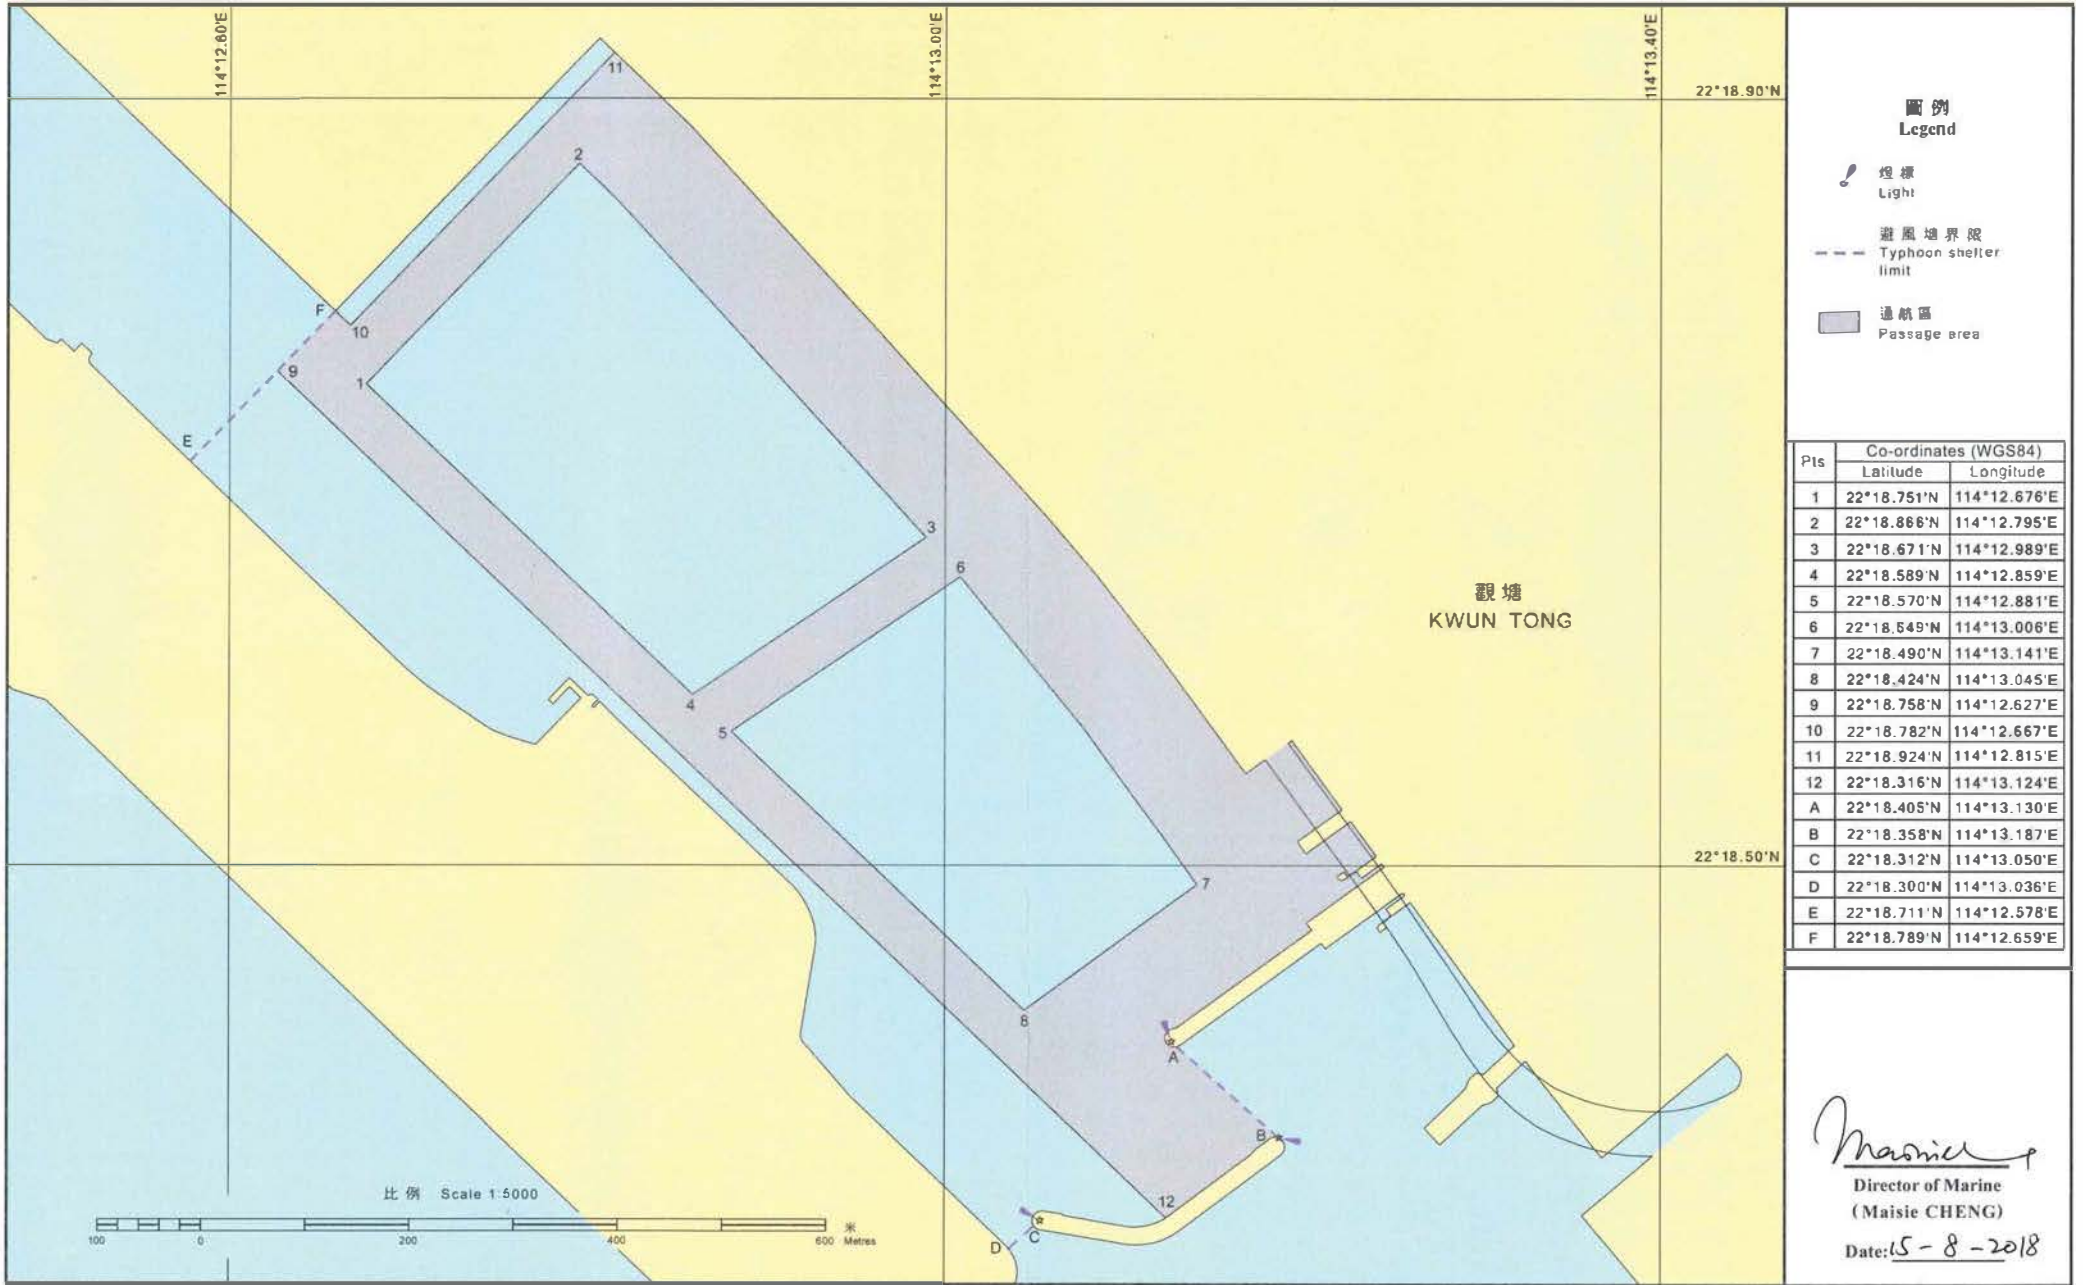 114°12.60'E
114°13.00'E
114°13.40'E
22°18.90'N
22°18.50'N
11
2
F
10
9
1
E
3
6
4
5
7
8
A
B
12
C
D
觀塘
KWUN TONG
比例 Scale 1:5000
100 0 200 400 600 米 Metres
圖例
Legend
燈標
Light
避風塘界限
Typhoon shelter
limit
通航區
Passage area
Pts Co-ordinates (WGS84)
Latitude Longitude
1 22°18.751'N 114°12.676'E
2 22°18.866'N 114°12.795'E
3 22°18.671'N 114°12.989'E
4 22°18.589'N 114°12.859'E
5 22°18.570'N 114°12.881'E
6 22°18.649'N 114°13.006'E
7 22°18.490'N 114°13.141'E
8 22°18.424'N 114°13.045'E
9 22°18.758'N 114°12.627'E
10 22°18.782'N 114°12.667'E
11 22°18.924'N 114°12.815'E
12 22°18.316'N 114°13.124'E
A 22°18.405'N 114°13.130'E
B 22°18.358'N 114°13.187'E
C 22°18.312'N 114°13.050'E
D 22°18.300'N 114°13.036'E
E 22°18.711'N 114°12.578'E
F 22°18.789'N 114°12.659'E
Director of Marine
(Maisie CHENG)
Date: 15-8-2018